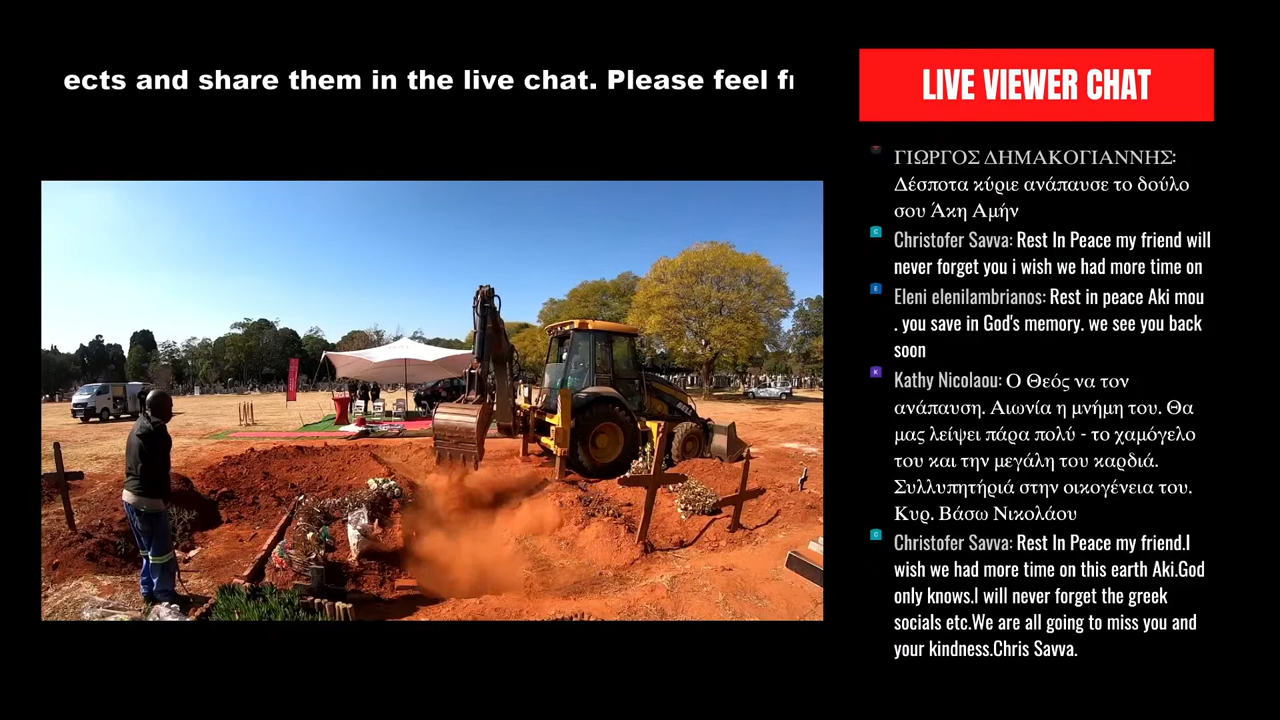 ects and share them in the live chat. Please feel
LIVE VIEWER CHAT
ΓΙΩΡΓΟΣ ΔΗΜΑΚΟΓΙΑΝΝΗΣ:
Δέσποτα κύριε ανάπαυσε το δούλο
σου Άκη Αμήν
Christofer Savva: Rest In Peace my friend will
never forget you i wish we had more time on
Eleni elenilambrianos: Rest in peace Aki mou
. you save in God's memory. we see you back
soon
Kathy Nicolaou: Ο Θεός να τον
ανάπαυση. Αιωνία η μνήμη του. Θα
μας λείψει πάρα πολύ - το χαμόγελο
του και την μεγάλη του καρδιά.
Συλλυπητήριά στην οικογένεια του.
Κυρ. Βάσω Νικολάου
Christofer Savva: Rest In Peace my friend.I
wish we had more time on this earth Aki.God
only knows.I will never forget the greek
socials etc.We are all going to miss you and
your kindness.Chris Savva.